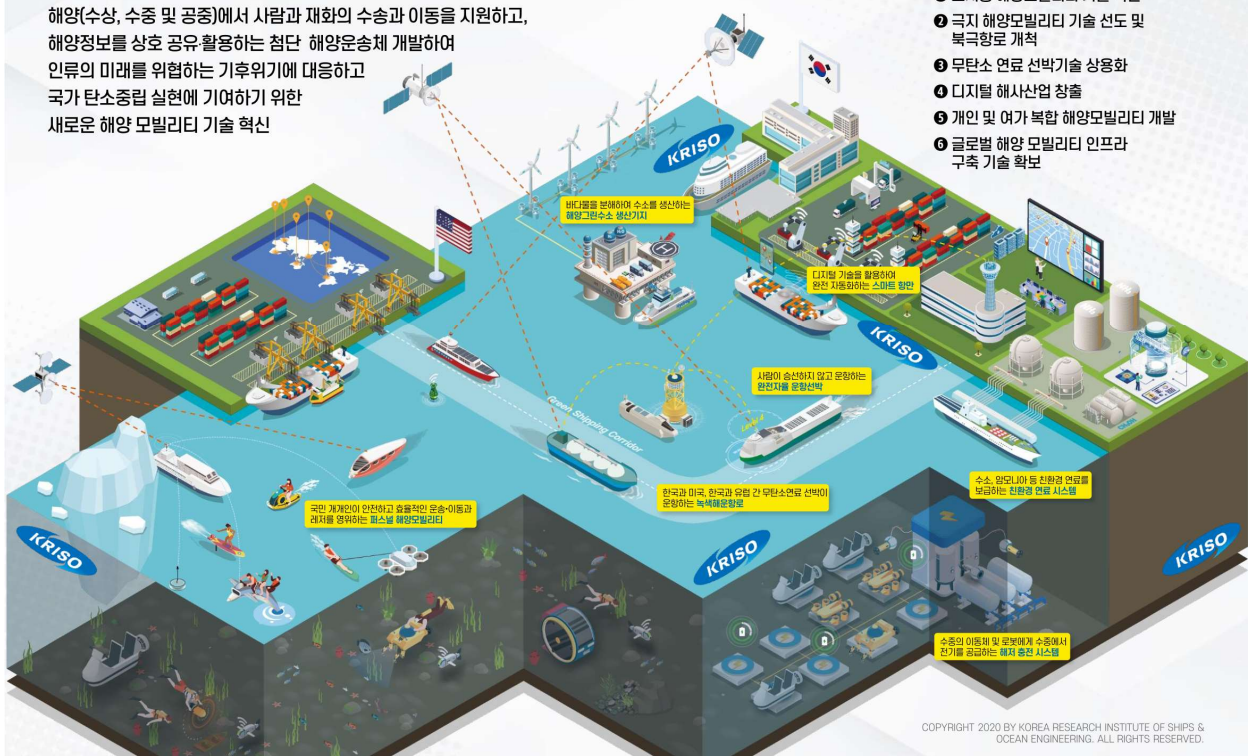 해양(수상, 수중 및 공중)에서 사람과 재화의 수송과 이동을 지원하고,
해양정보를 상호 공유·활용하는 첨단 해양운송체 개발하여
인류의 미래를 위협하는 기후위기에 대응하고
국가 탄소중립 실현에 기여하기 위한
새로운 해양 모빌리티 기술 혁신
❷ 극지 해양모빌리티 기술 선도 및
북극항로 개척
❸ 무탄소 연료 선박기술 상용화
❹ 디지털 해사산업 창출
❺ 개인 및 여가 복합 해양모빌리티 개발
❻ 글로벌 해양 모빌리티 인프라
구축 기술 확보
KRISO
바다물을 분해하여 수소를 생산하는
해양그린수소 생산기지
디지털 기술을 활용하여
완전 자동화하는 스마트 항만
KRISO
사람이 승선하지 않고 운항하는
완전자율 운항선박
Green Shipping Corridor
한국과 미국, 한국과 유럽 간 무탄소연료 선박이
운항하는 녹색해운항로
수소, 암모니아 등 친환경 연료를
보급하는 친환경 연료 시스템
국민 개개인이 안전하고 효율적인 운송·이동과
레저를 영위하는 퍼스널 해양모빌리티
KRISO
KRISO
KRISO
수중의 이동체 및 로봇에게 수중에서
전기를 공급하는 해저 충전 시스템
COPYRIGHT 2020 BY KOREA RESEARCH INSTITUTE OF SHIPS &
OCEAN ENGINEERING. ALL RIGHTS RESERVED.